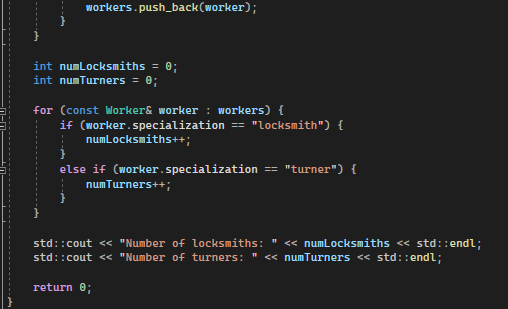 workers.push_back(worker);
        }
    }

    int numLocksmiths = 0;
    int numTurners = 0;

    for (const Worker& worker : workers) {
        if (worker.specialization == "locksmith") {
            numLocksmiths++;
        }
        else if (worker.specialization == "turner") {
            numTurners++;
        }
    }

    std::cout << "Number of locksmiths: " << numLocksmiths << std::endl;
    std::cout << "Number of turners: " << numTurners << std::endl;

    return 0;
}